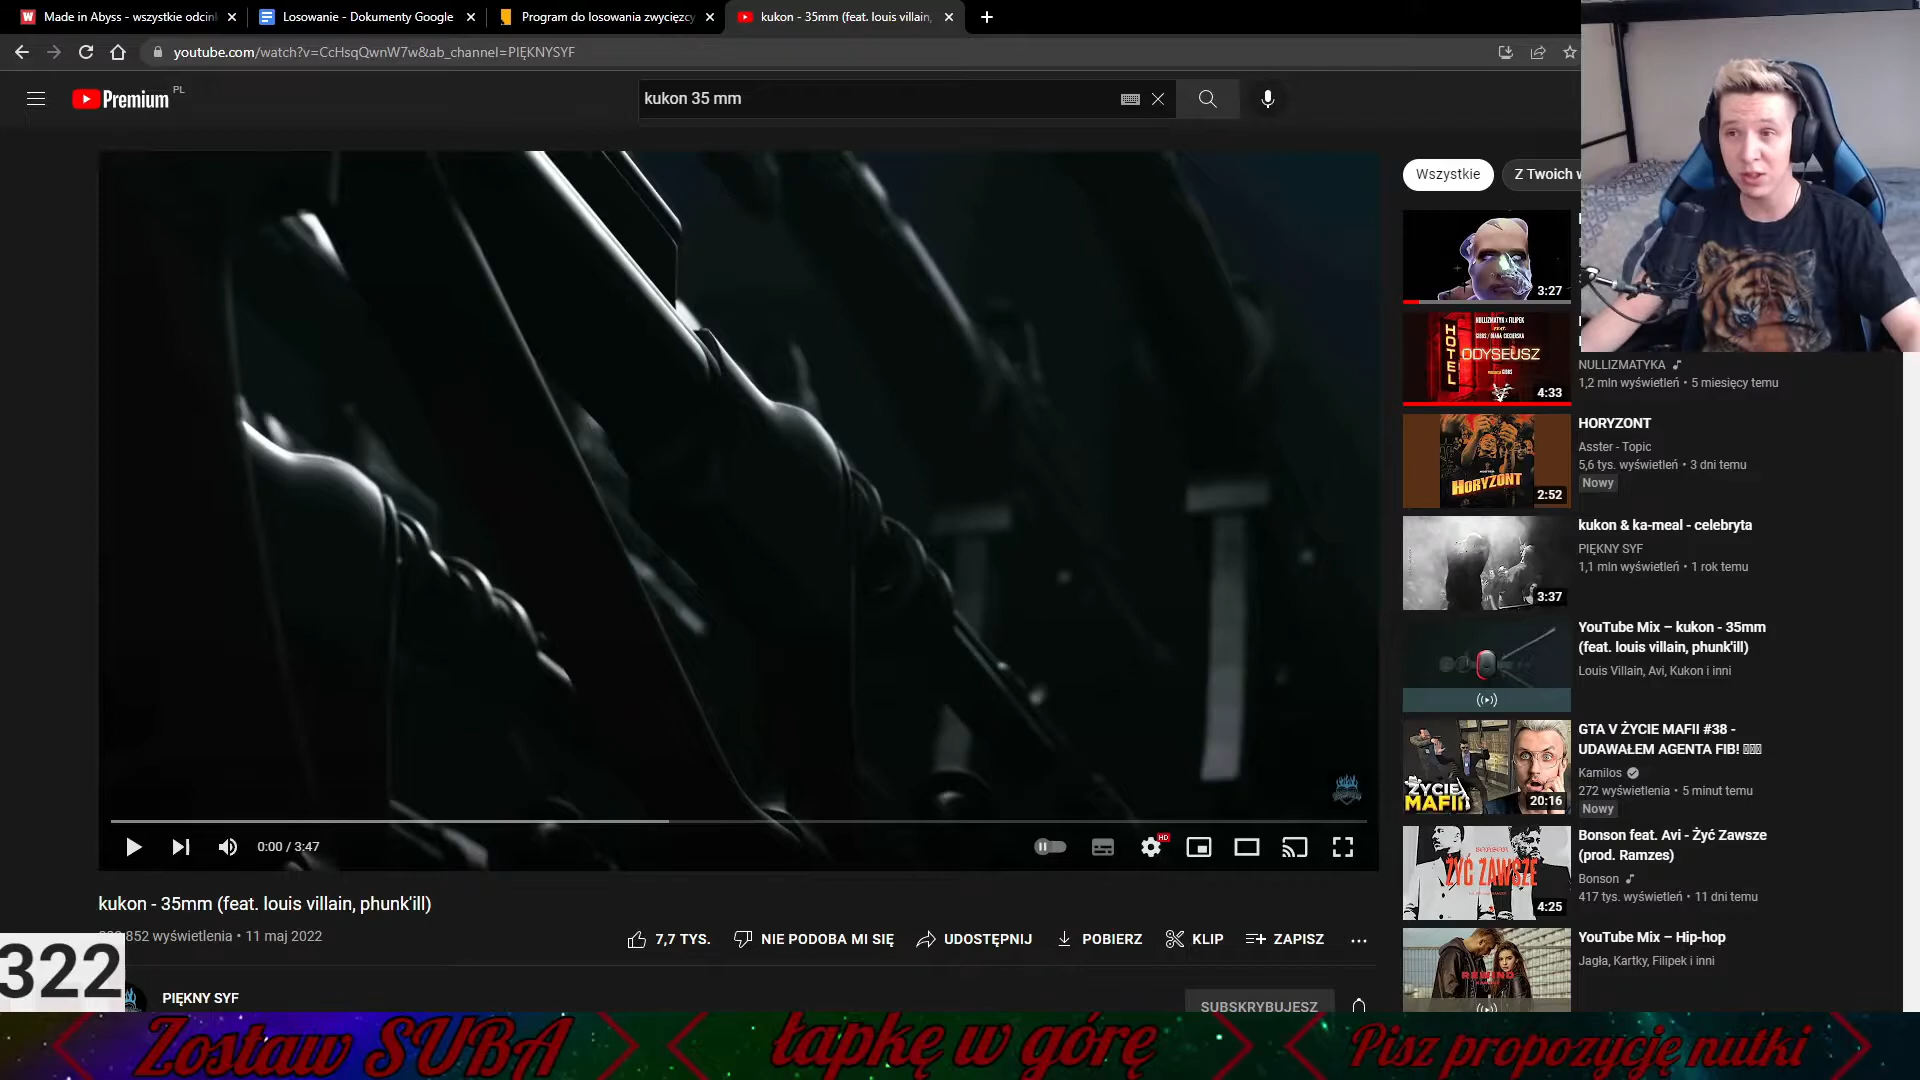 Made in Abyss - wszystkie odcink
Losowanie - Dokumenty Google
Program do losowania zwycięzcy
kukon - 35mm (feat. louis villain,
youtube.com/watch?v=CcHsqQwnW7w&ab_channel=PIĘKNYSYF
Premium PL
kukon 35 mm
Wszystkie
Z Twoich w
3:27
NULLIZMATYK X FILIPEK
FEAT.
HOTEL
ODYSEUSZ
4:33
NULLIZMATYKA
1,2 mln wyświetleń • 5 miesięcy temu
HORYZONT
2:52
HORYZONT
Asster - Topic
5,6 tys. wyświetleń • 3 dni temu
Nowy
3:37
kukon & ka-meal - celebryta
PIĘKNY SYF
1,1 mln wyświetleń • 1 rok temu
YouTube Mix – kukon - 35mm
(feat. louis villain, phunk'ill)
Louis Villain, Avi, Kukon i inni
ŻYCIE
MAFII
20:16
GTA V ŻYCIE MAFII #38 -
UDAWAŁEM AGENTA FIB!
Kamilos
272 wyświetlenia • 5 minut temu
Nowy
BONSON
ŻYĆ ZAWSZE
4:25
Bonson feat. Avi - Żyć Zawsze
(prod. Ramzes)
Bonson
417 tys. wyświetleń • 11 dni temu
REWIND
YouTube Mix – Hip-hop
Jagła, Kartky, Filipek i inni
0:00 / 3:47
HD
kukon - 35mm (feat. louis villain, phunk'ill)
852 wyświetlenia • 11 maj 2022
7,7 TYS.
NIE PODOBA MI SIĘ
UDOSTĘPNIJ
POBIERZ
KLIP
ZAPISZ
322
PIĘKNY SYF
SUBSKRYBUJESZ
Zostaw SUBA
łapkę w górę
Pisz propozycję nutki